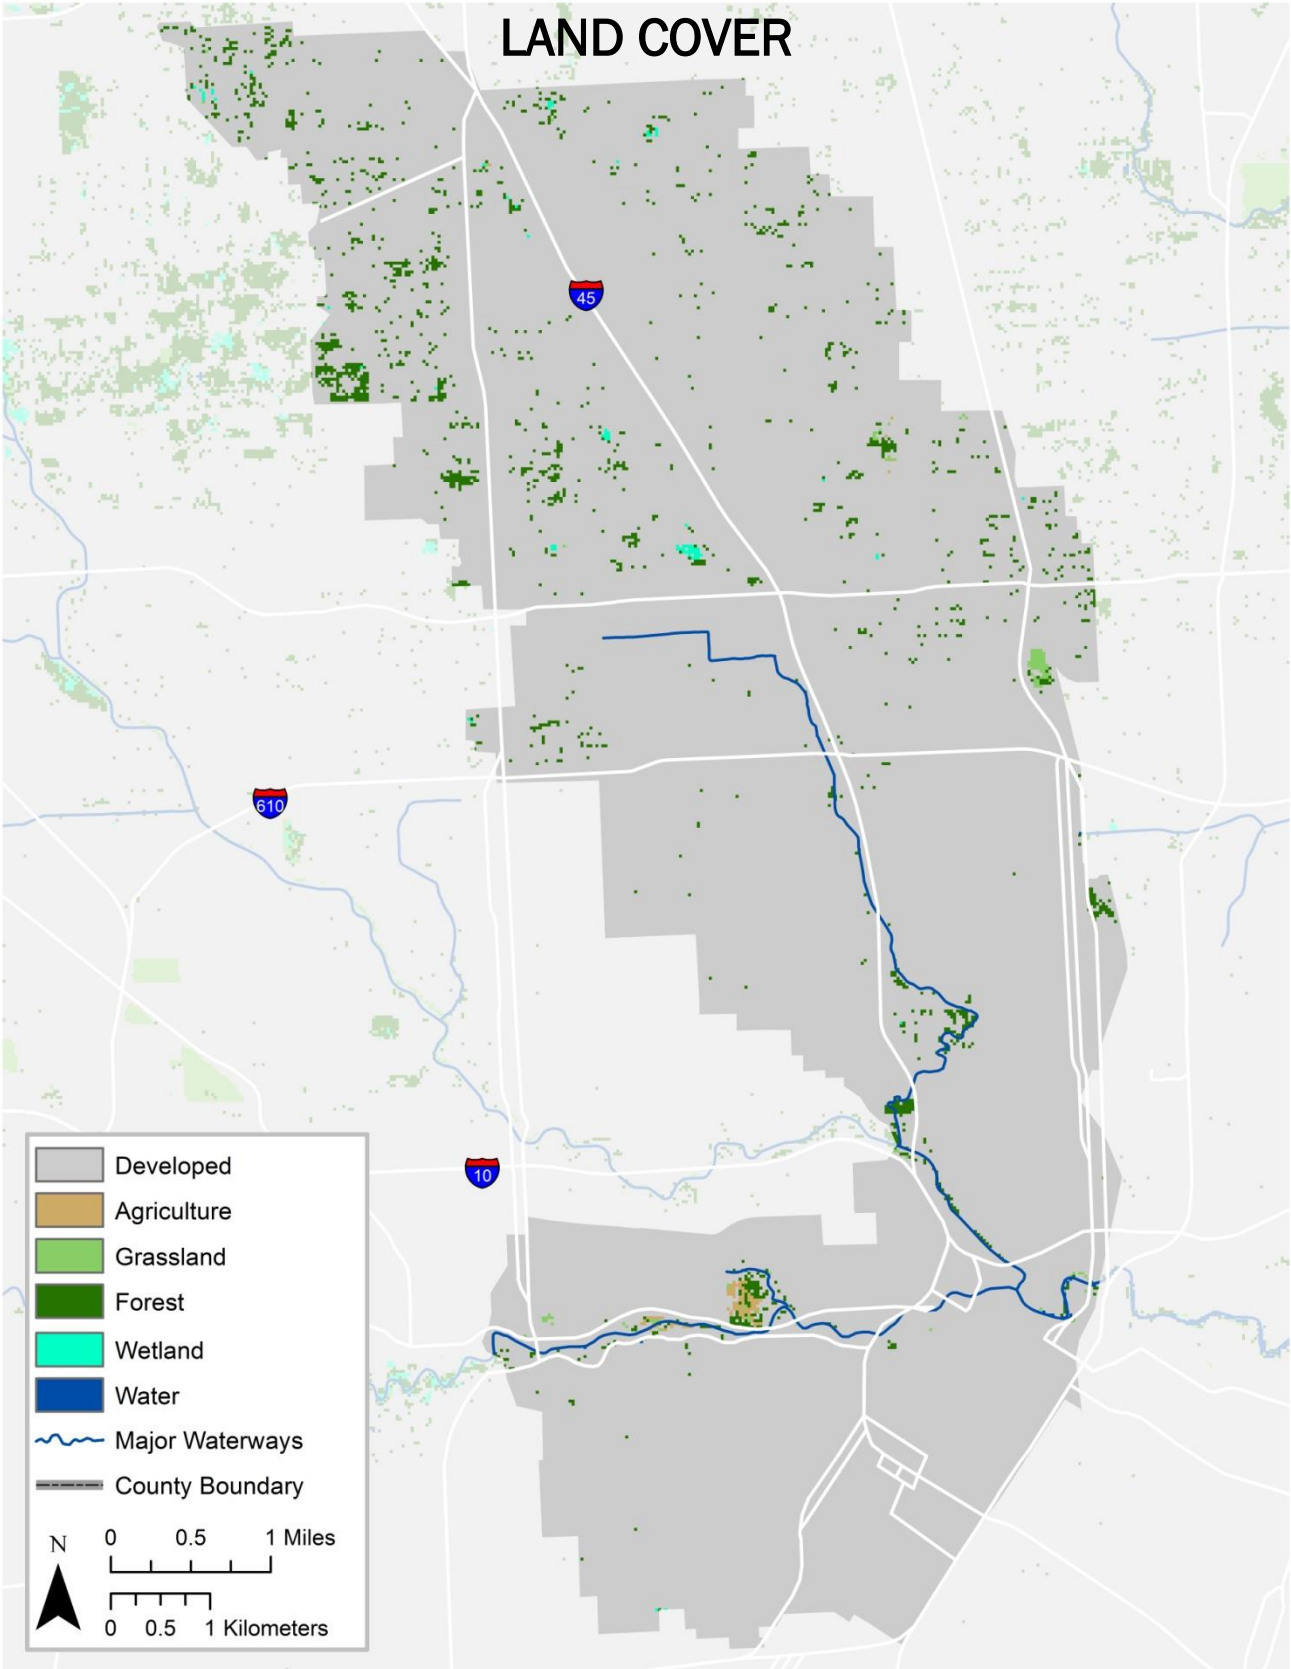 LAND COVER
45
610
10
Developed
Agriculture
Grassland
Forest
Wetland
Water
Major Waterways
County Boundary
N
0 0.5 1 Miles
0 0.5 1 Kilometers